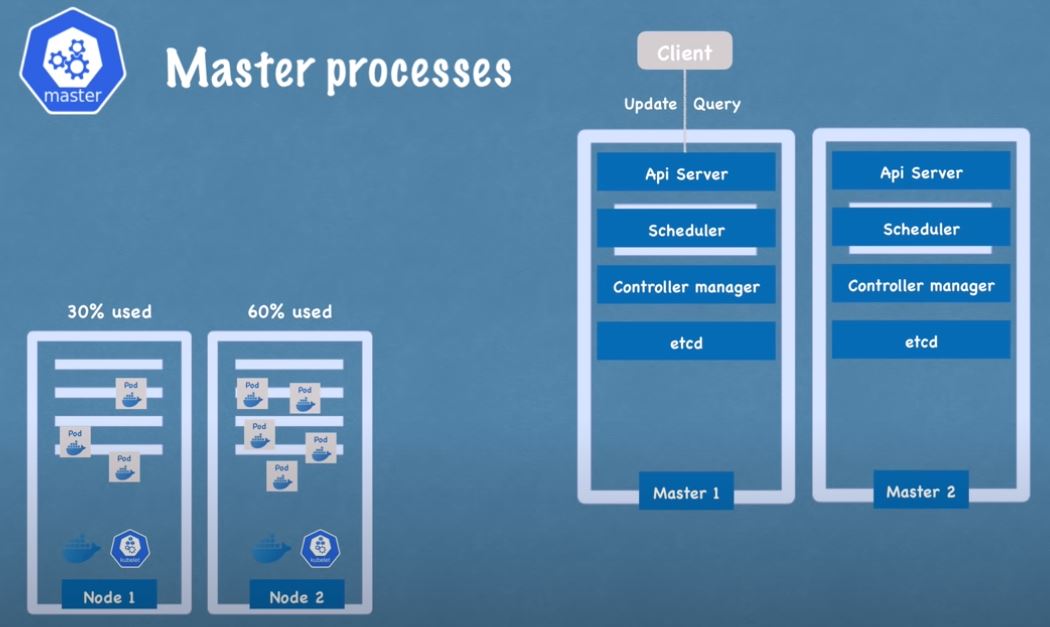 master
Master processes
Client
Update Query
Api Server
Scheduler
Controller manager
etcd
Master 1
Api Server
Scheduler
Controller manager
etcd
Master 2
30% used
Pod
Pod
Pod
kubelet
Node 1
60% used
Pod
Pod
Pod
Pod
Pod
kubelet
Node 2